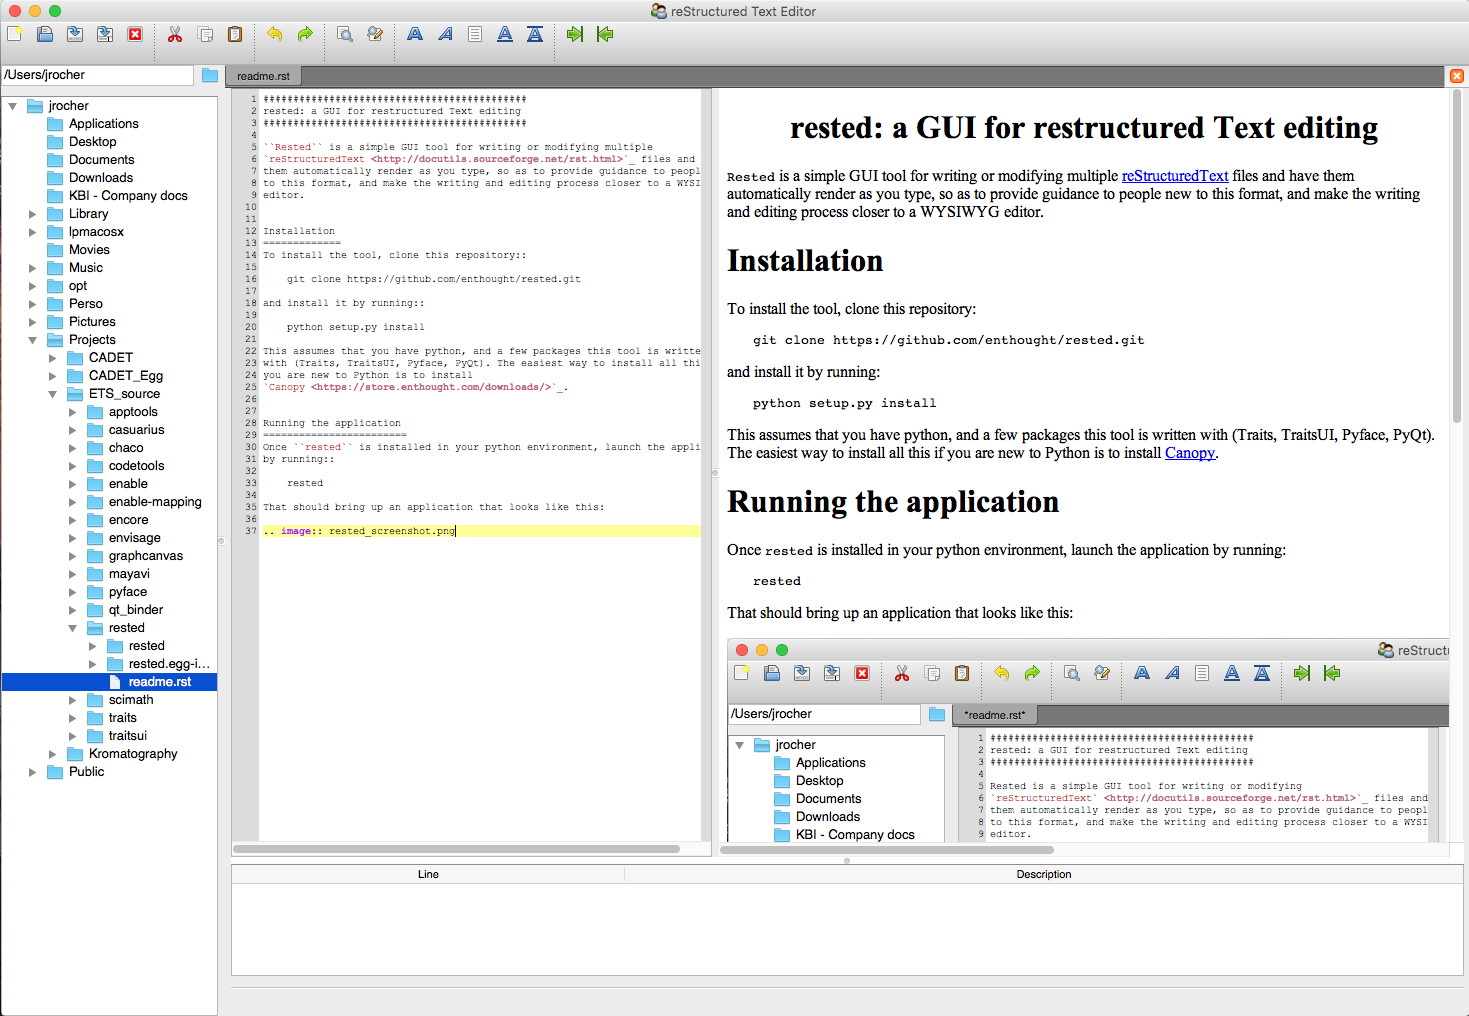 reStructured Text Editor
/Users/jrocher
readme.rst
jrocher
Applications
Desktop
Documents
Downloads
KBI - Company docs
Library
lpmacosx
Movies
Music
opt
Perso
Pictures
Projects
CADET
CADET_Egg
ETS_source
apptools
casuarius
chaco
codetools
enable
enable-mapping
encore
envisage
graphcanvas
mayavi
pyface
qt_binder
rested
rested
rested.egg-i...
readme.rst
scimath
traits
traitsui
Kromatography
Public
1 ############################################
2 rested: a GUI for restructured Text editing
3 ############################################
4
5 ``Rested`` is a simple GUI tool for writing or modifying multiple
6 `reStructuredText <http://docutils.sourceforge.net/rst.html>`_ files and
7 them automatically render as you type, so as to provide guidance to peopl
8 to this format, and make the writing and editing process closer to a WYSI
9 editor.
10
11
12 Installation
13 =============
14 To install the tool, clone this repository::
15
16 git clone https://github.com/enthought/rested.git
17
18 and install it by running::
19
20 python setup.py install
21
22 This assumes that you have python, and a few packages this tool is writte
23 with (Traits, TraitsUI, Pyface, PyQt). The easiest way to install all thi
24 you are new to Python is to install
25 `Canopy <https://store.enthought.com/downloads/>`_.
26
27
28 Running the application
29 ========================
30 Once ``rested`` is installed in your python environment, launch the appli
31 by running::
32
33 rested
34
35 That should bring up an application that looks like this:
36
37 .. image:: rested_screenshot.png
rested: a GUI for restructured Text editing
Rested is a simple GUI tool for writing or modifying multiple reStructuredText files and have them
automatically render as you type, so as to provide guidance to people new to this format, and make the writing
and editing process closer to a WYSIWYG editor.
Installation
To install the tool, clone this repository:
git clone https://github.com/enthought/rested.git
and install it by running:
python setup.py install
This assumes that you have python, and a few packages this tool is written with (Traits, TraitsUI, Pyface, PyQt).
The easiest way to install all this if you are new to Python is to install Canopy.
Running the application
Once rested is installed in your python environment, launch the application by running:
rested
That should bring up an application that looks like this:
reStructu
/Users/jrocher
*readme.rst*
jrocher
Applications
Desktop
Documents
Downloads
KBI - Company docs
1 ############################################
2 rested: a GUI for restructured Text editing
3 ############################################
4
5 Rested is a simple GUI tool for writing or modifying
6 `reStructuredText` <http://docutils.sourceforge.net/rst.html>`_ files and
7 them automatically render as you type, so as to provide guidance to peopl
8 to this format, and make the writing and editing process closer to a WYSI
9 editor.
Line
Description